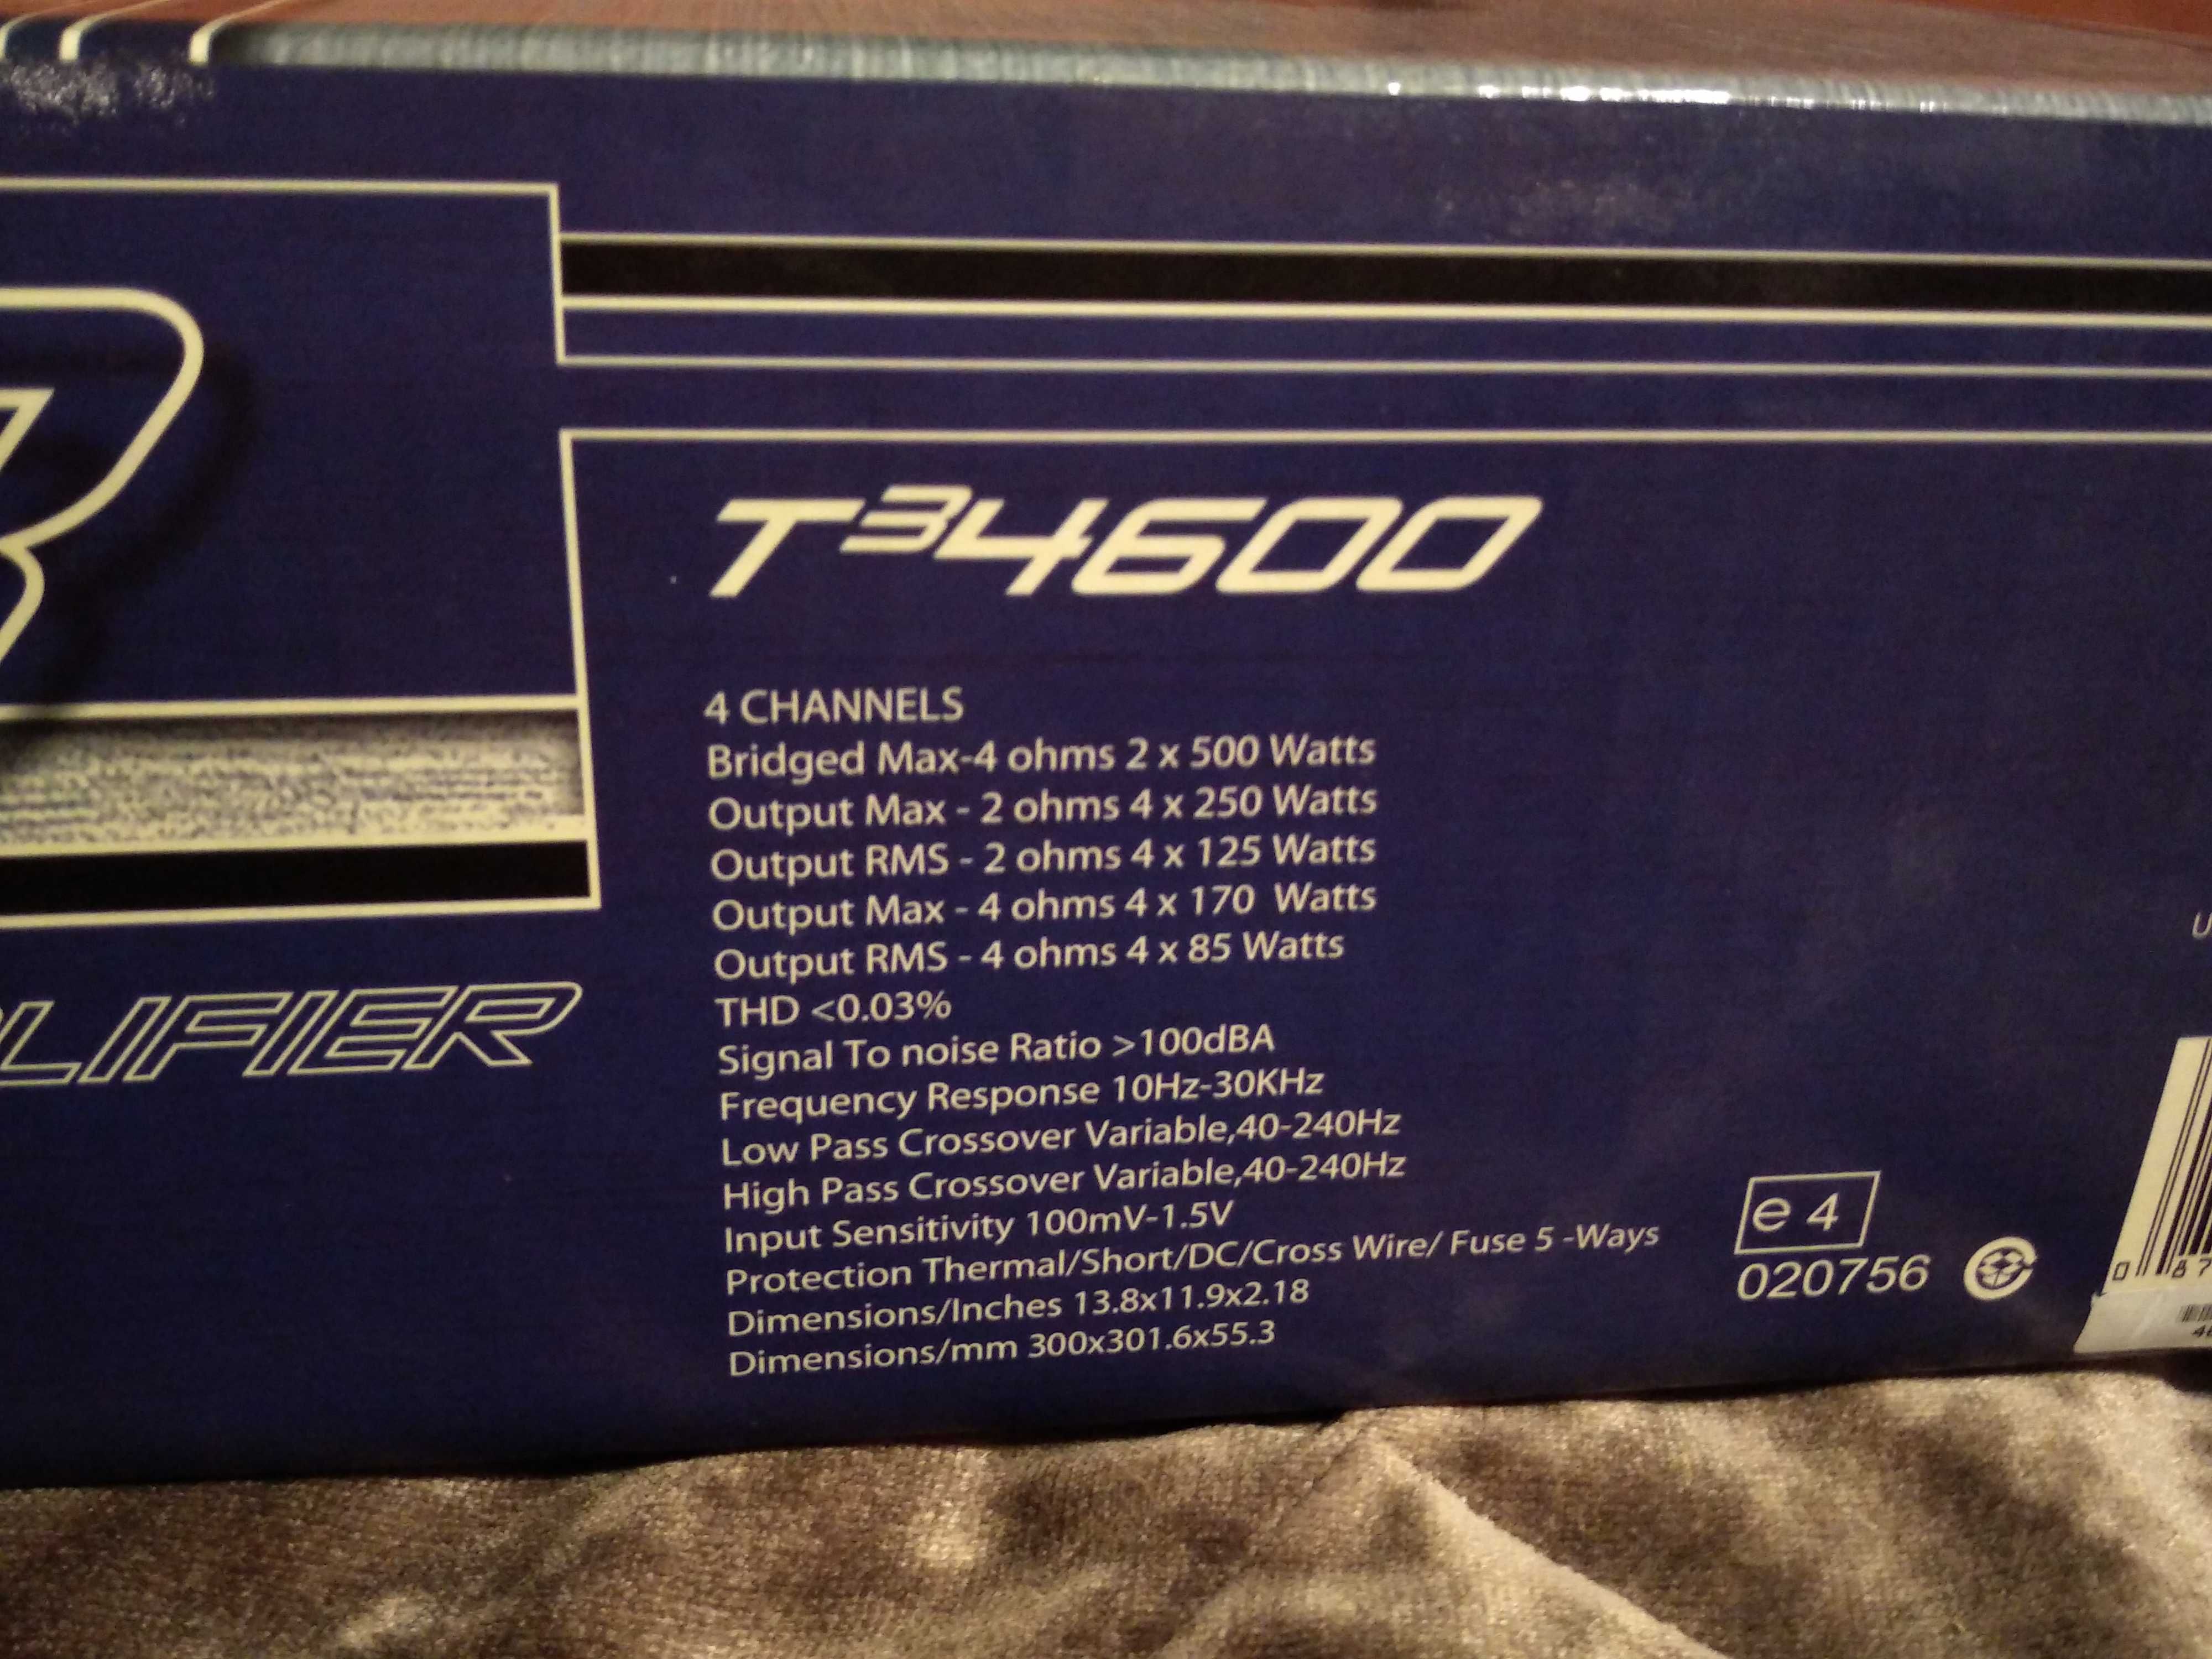 T³4600
4 CHANNELS
Bridged Max-4 ohms 2 x 500 Watts
Output Max - 2 ohms 4 x 250 Watts
Output RMS - 2 ohms 4 x 125 Watts
Output Max - 4 ohms 4 x 170 Watts
Output RMS - 4 ohms 4 x 85 Watts
THD <0.03%
Signal To noise Ratio >100dBA
Frequency Response 10Hz-30KHz
Low Pass Crossover Variable,40-240Hz
High Pass Crossover Variable,40-240Hz
Input Sensitivity 100mV-1.5V
Protection Thermal/Short/DC/Cross Wire/ Fuse 5 -Ways
Dimensions/Inches 13.8x11.9x2.18
Dimensions/mm 300x301.6x55.3
LIFIER
e 4
020756
0 87